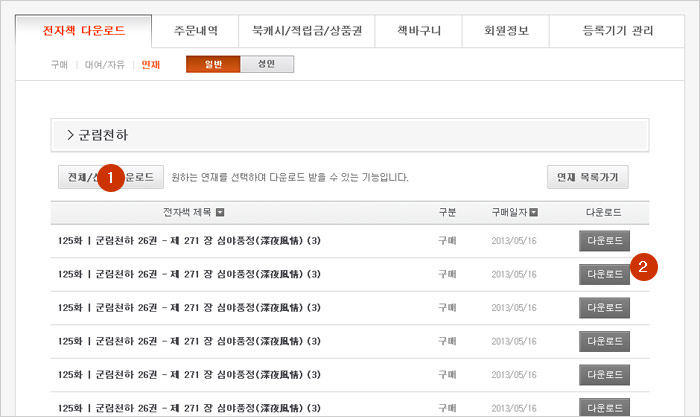 전자책 다운로드 주문내역 북캐시/적립금/상품권 책바구니 회원정보 등록기기 관리
구매 | 대여/자유 | 연재 일반 성인
> 군림천하
전체/ 1 운로드 원하는 연재를 선택하여 다운로드 받을 수 있는 기능입니다. 연재 목록가기
전자책 제목 구분 구매일자 다운로드
125화 | 군림천하 26권 - 제 271 장 심야풍정(深夜風情) (3) 구매 2013/05/16 다운로드
2
125화 | 군림천하 26권 - 제 271 장 심야풍정(深夜風情) (3) 구매 2013/05/16 다운로드
125화 | 군림천하 26권 - 제 271 장 심야풍정(深夜風情) (3) 구매 2013/05/16 다운로드
125화 | 군림천하 26권 - 제 271 장 심야풍정(深夜風情) (3) 구매 2013/05/16 다운로드
125화 | 군림천하 26권 - 제 271 장 심야풍정(深夜風情) (3) 구매 2013/05/16 다운로드
125화 | 군림천하 26권 - 제 271 장 심야풍정(深夜風情) (3) 구매 2013/05/16 다운로드